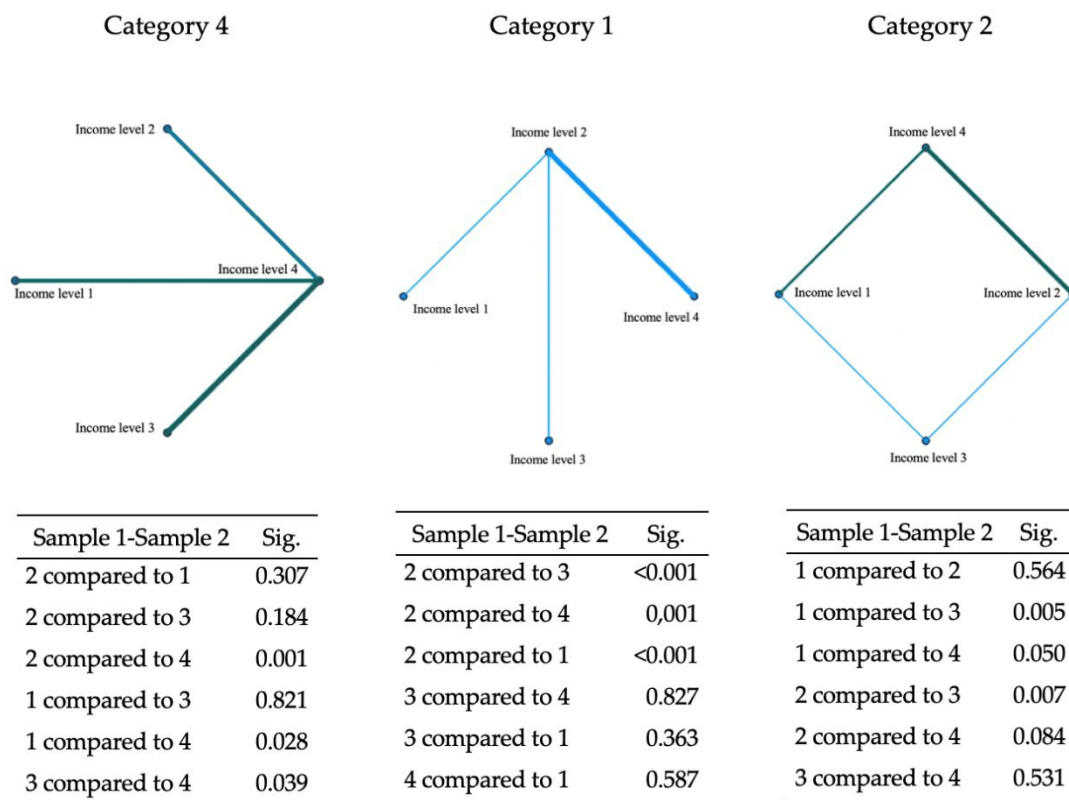 Category 4
Income level 2
Income level 4
Income level 1
Income level 3
Sample 1-Sample 2 Sig.
2 compared to 1 0.307
2 compared to 3 0.184
2 compared to 4 0.001
1 compared to 3 0.821
1 compared to 4 0.028
3 compared to 4 0.039
Category 1
Income level 2
Income level 1
Income level 4
Income level 3
Sample 1-Sample 2 Sig.
2 compared to 3 <0.001
2 compared to 4 0,001
2 compared to 1 <0.001
3 compared to 4 0.827
3 compared to 1 0.363
4 compared to 1 0.587
Category 2
Income level 4
Income level 1
Income level 2
Income level 3
Sample 1-Sample 2 Sig.
1 compared to 2 0.564
1 compared to 3 0.005
1 compared to 4 0.050
2 compared to 3 0.007
2 compared to 4 0.084
3 compared to 4 0.531